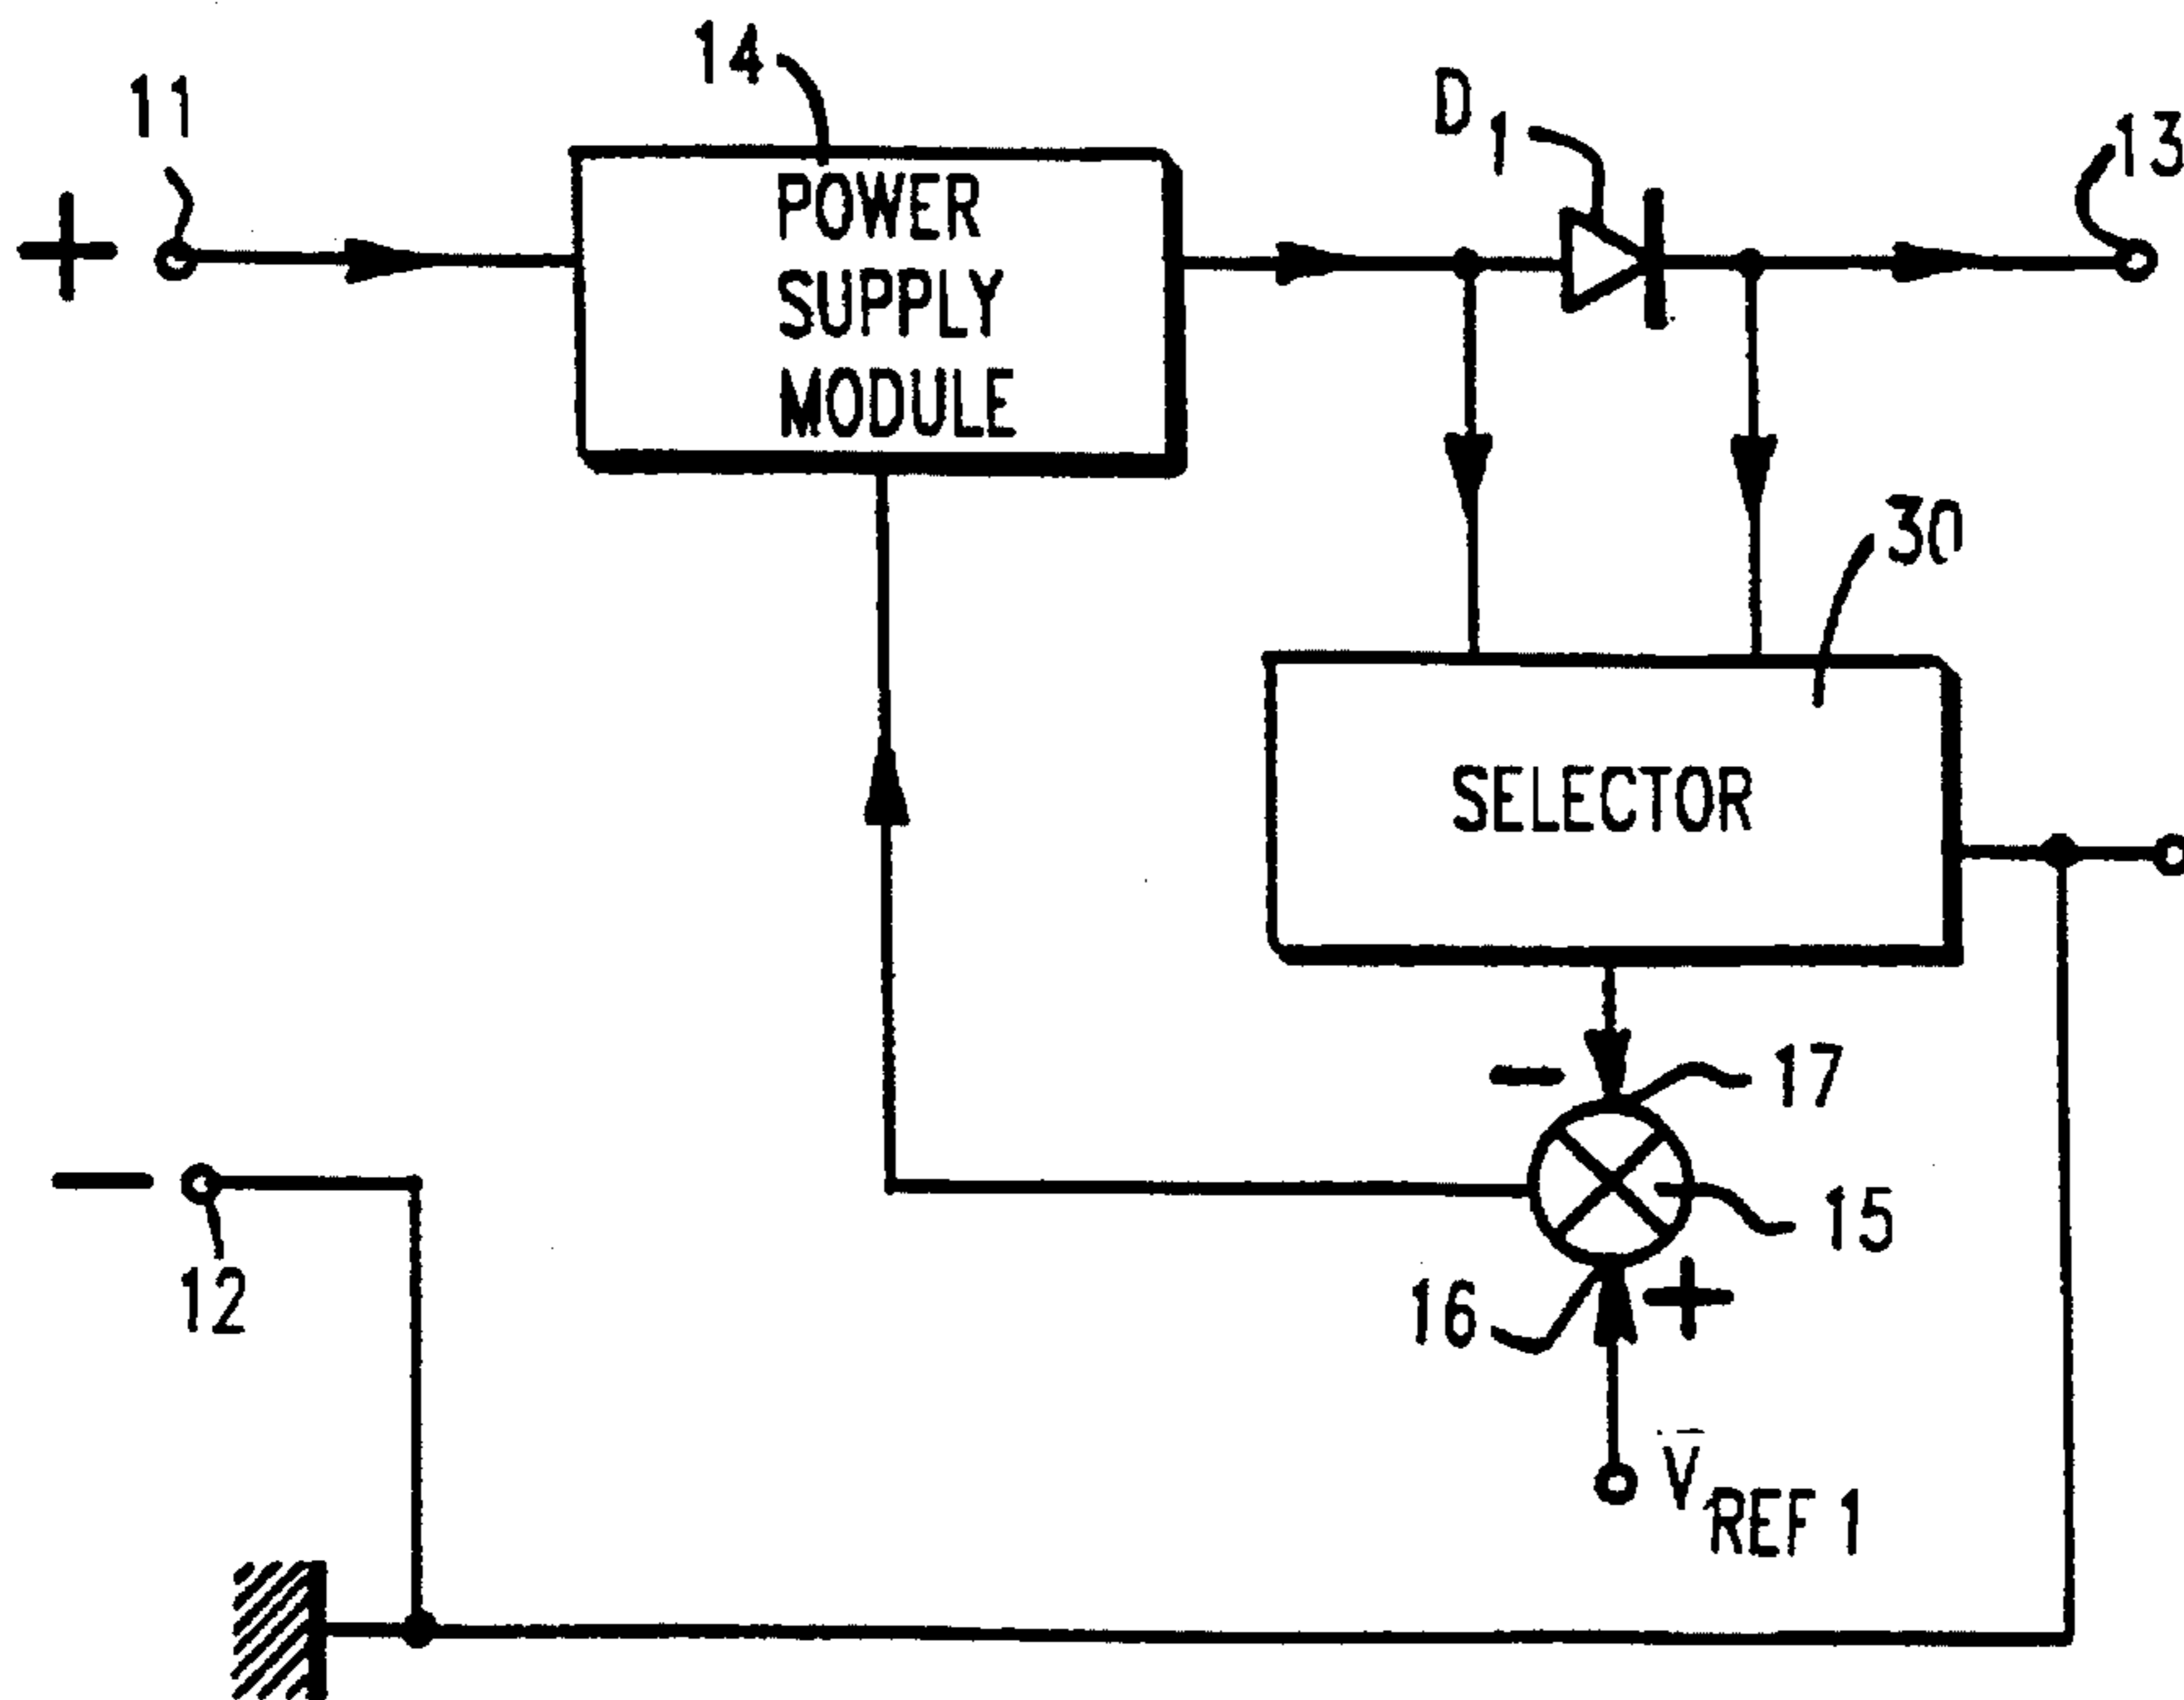 14
11
D1
13
+
POWER
SUPPLY
MODULE
30
SELECTOR
-
17
-
15
12
16
+
V̄REF 1